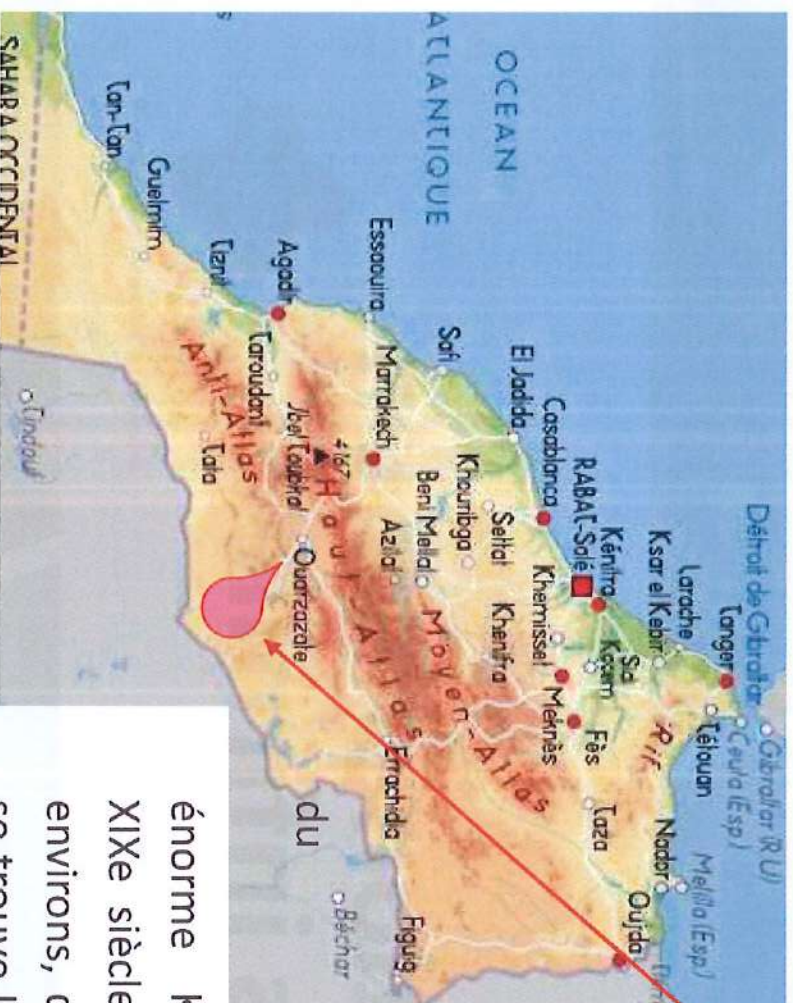 Gibraltar (R.U.)
Détroit de Gibraltar
Ceuta (Esp.)
Tanger
Tétouan
Melilla (Esp.)
Larache
Nador
Ksar el Kebir
Rif
Oujda
Sidi
Kacem
Kénitra
Fès
Taza
RABAT-Salé
Meknès
Casablanca
Khemisset
El Jadida
OCEAN
Settat
Khenifra
Khouribga
Safi
ATLANTIQUE
Moyen-Atlas
Beni Mellal
Figuig
Azilal
Errachidia
Marrakech
Essaouira
4167
Haut-Atlas
Béchar
Jbel Toubkal
Ouarzazate
du
Agadir
Taroudant
Anti-Atlas
Tiznit
Tata
Guelmim
Tan-Tan
Tindouf
SAHARA OCCIDENTAL
énorme
XIXe siècle
environs,
se trouve